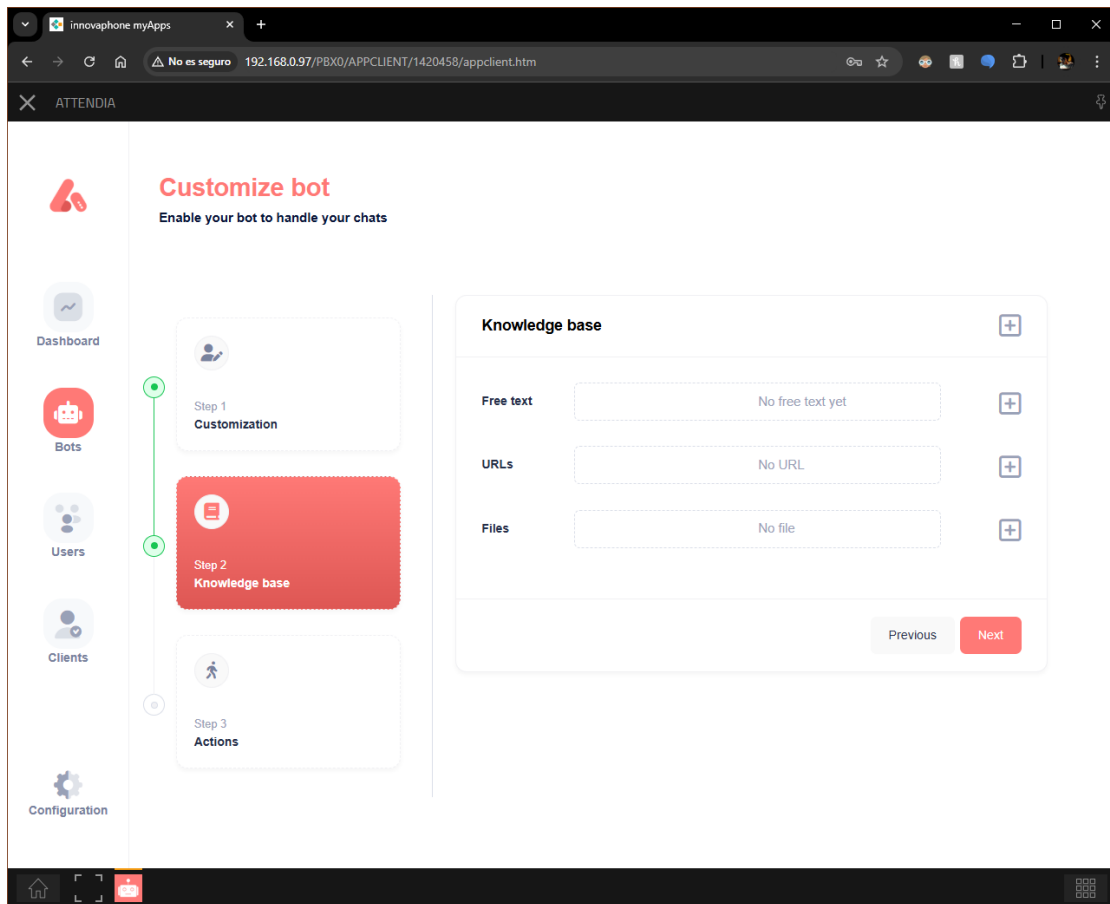 innovaphone myApps
No es seguro 192.168.0.97/PBX0/APPCLIENT/1420458/appclient.htm
ATTENDIA
Customize bot
Enable your bot to handle your chats
Dashboard
Bots
Users
Clients
Configuration
Step 1
Customization
Step 2
Knowledge base
Step 3
Actions
Knowledge base
Free text No free text yet
URLs No URL
Files No file
Previous Next